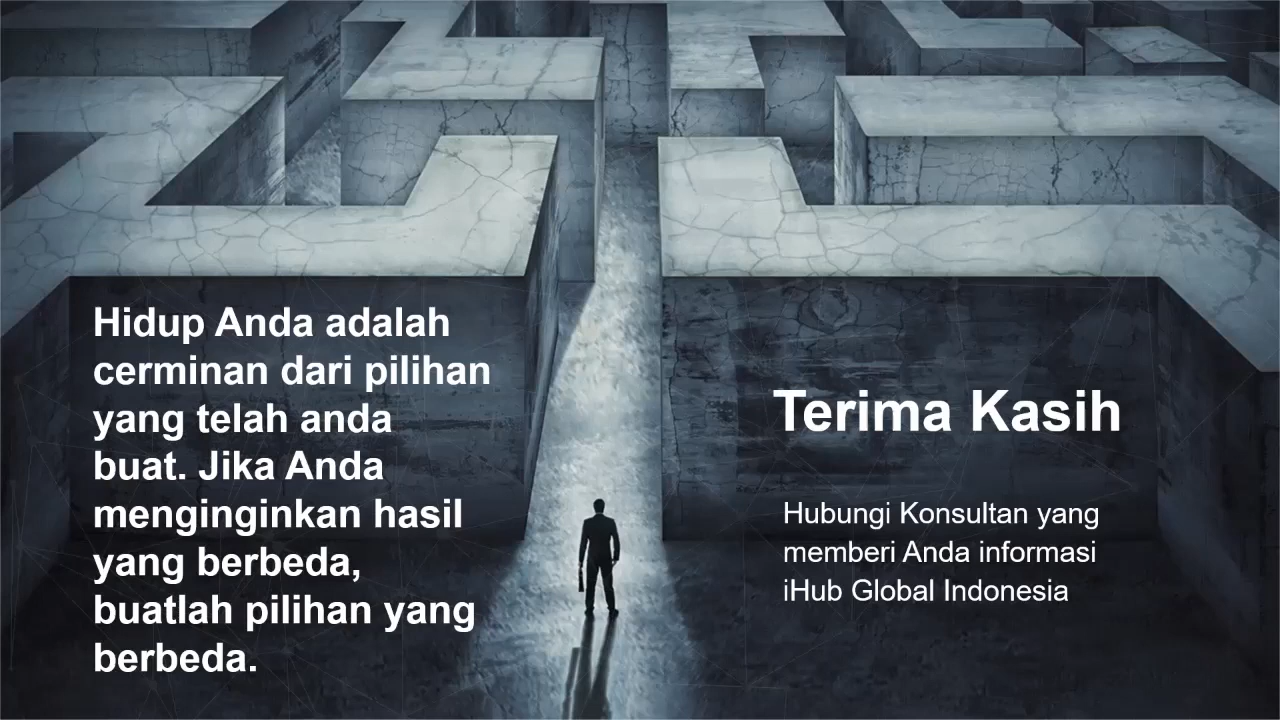 Hidup Anda adalah
cerminan dari pilihan
yang telah anda
buat. Jika Anda
menginginkan hasil
yang berbeda,
buatlah pilihan yang
berbeda.
Terima Kasih
Hubungi Konsultan yang
memberi Anda informasi
iHub Global Indonesia